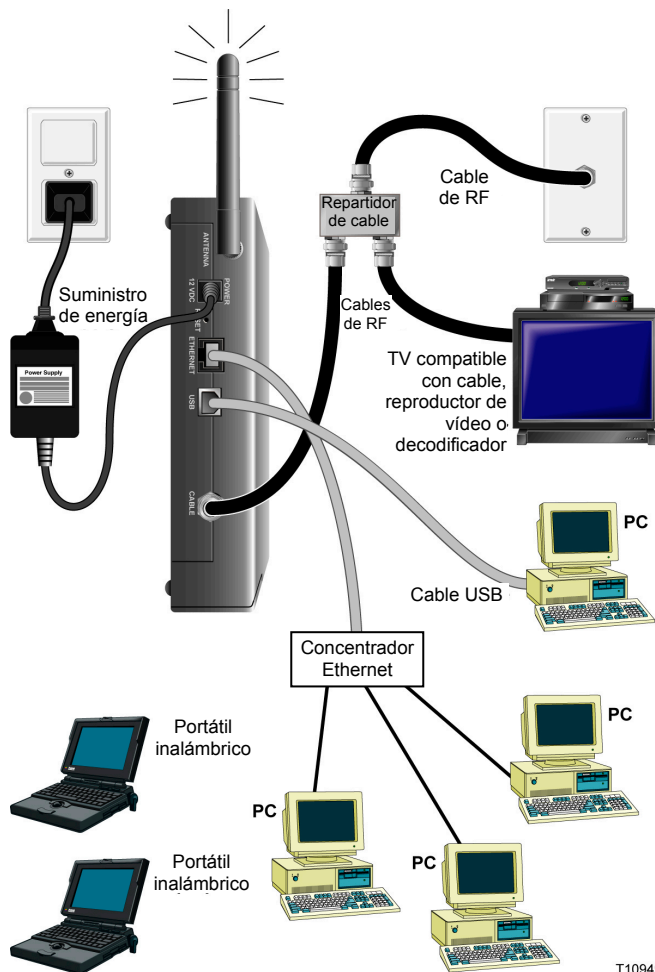 Cable
de RF
Repartidor
de cable
ANTENNA
POWER
12 VDC
ETHERNET
USB
CABLE
Suministro
de energía
Power Supply
Cables
de RF
TV compatible
con cable,
reproductor de
vídeo o
decodificador
PC
Cable USB
Concentrador
Ethernet
PC
Portátil
inalámbrico
PC
PC
Portátil
inalámbrico
T1094